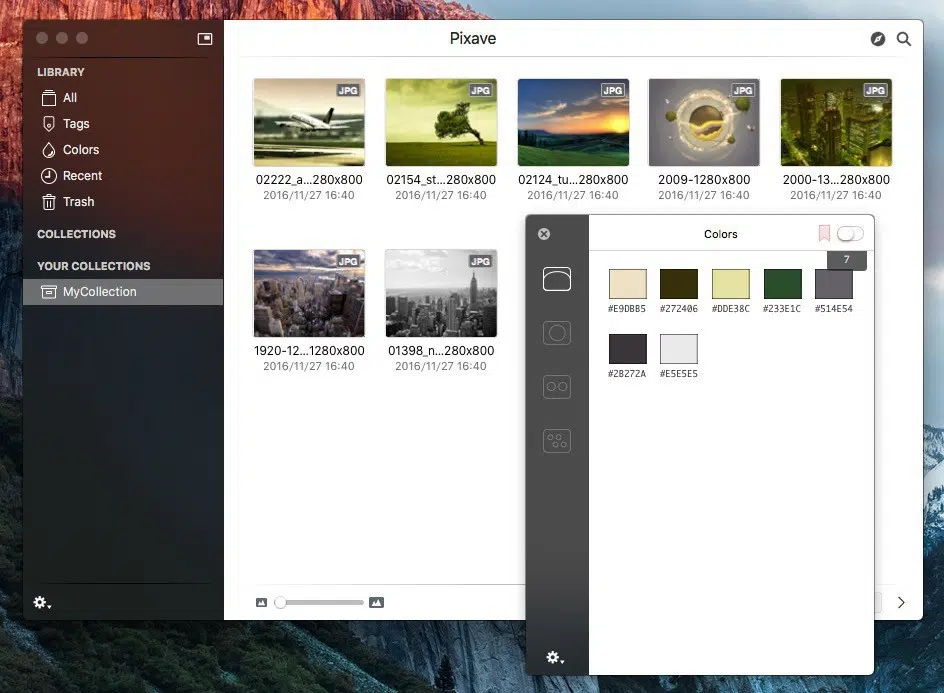 Pixave
LIBRARY
All
Tags
Colors
Recent
Trash
COLLECTIONS
YOUR COLLECTIONS
MyCollection
JPG
JPG
JPG
JPG
JPG
02222_a...280x800
02154_st...280x800
02124_tu...280x800
2009-1280x800
2000-13...280x800
2016/11/27 16:40
2016/11/27 16:40
2016/11/27 16:40
2016/11/27 16:40
2016/11/27 16:40
JPG
JPG
1920-12...1280x800
01398_n...280x800
2016/11/27 16:40
2016/11/27 16:40
Colors
7
#E9DBB5
#272406
#DDE38C
#233E1C
#514E54
#2B272A
#E5E5E5